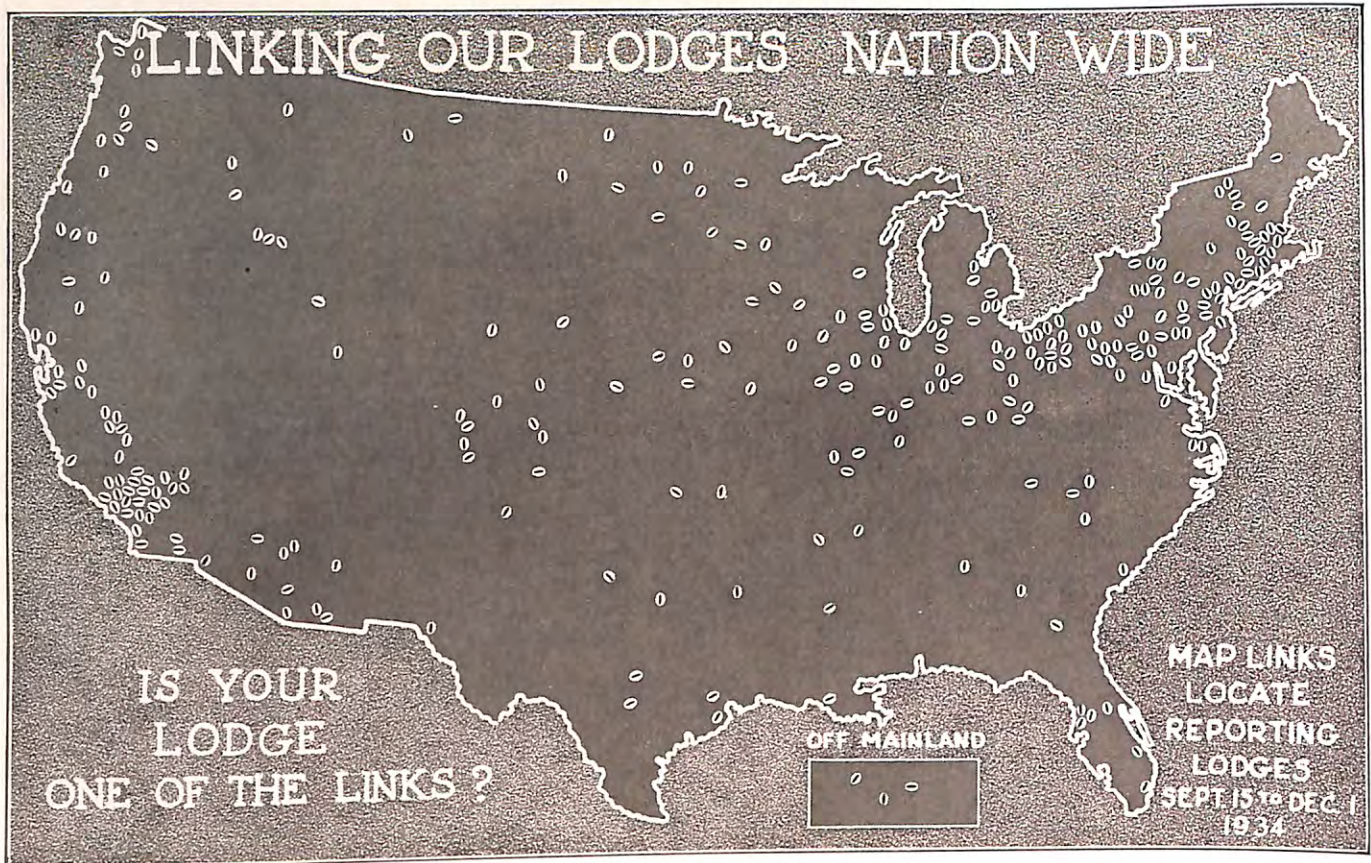 LINKING OUR LODGES NATION WIDE
IS YOUR
LODGE
ONE OF THE LINKS?
OFF MAINLAND
MAP LINKS
LOCATE
REPORTING
LODGES
SEPT. 15 to DEC. 1
1934